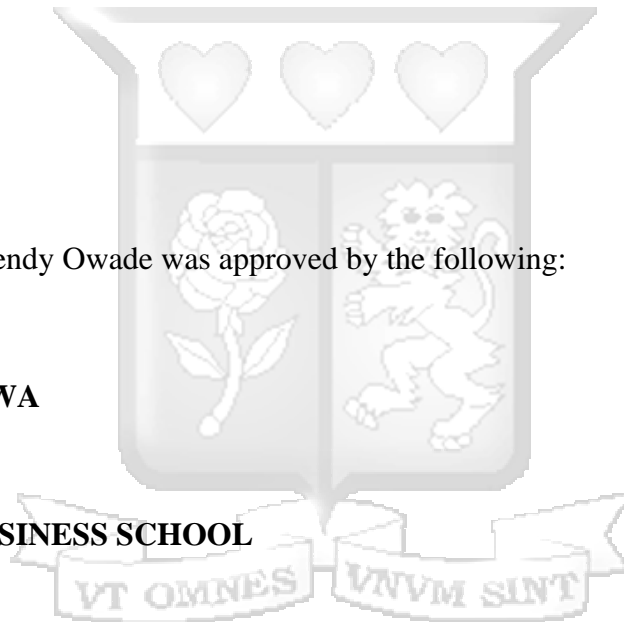 endy Owade was approved by the following:
WA
SINESS SCHOOL
VT OMNES VNVM SINT